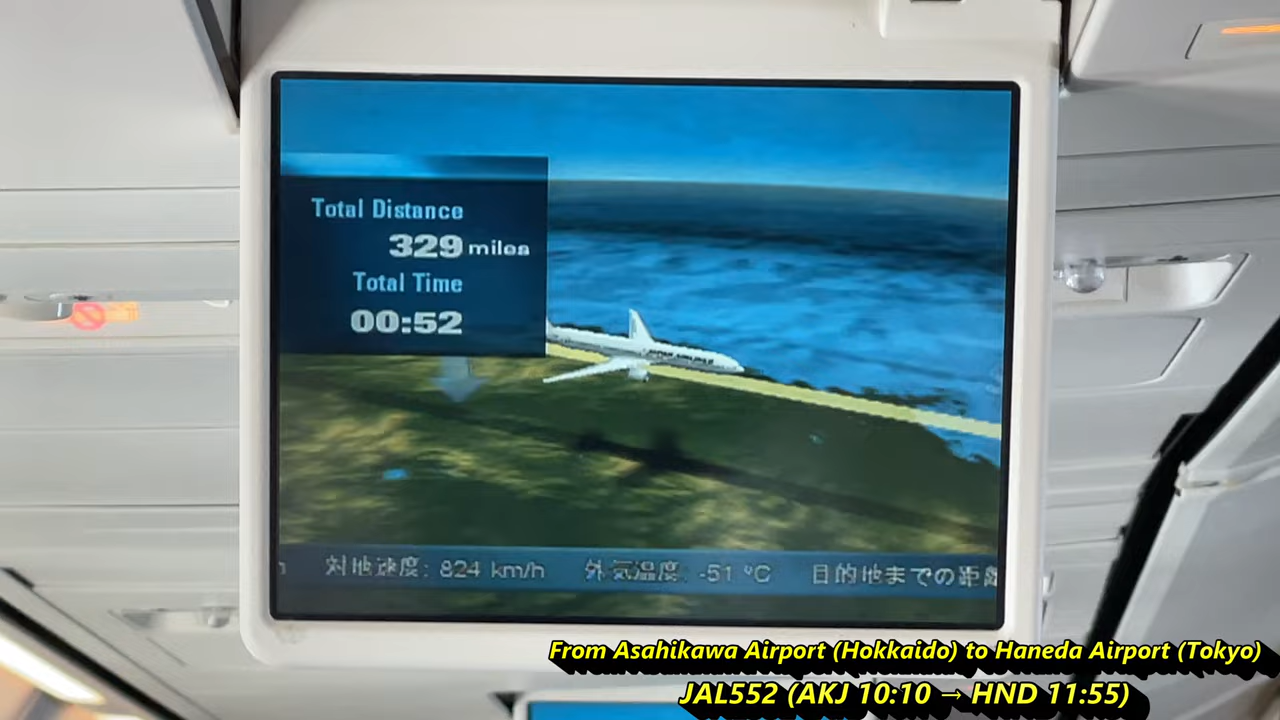 Total Distance
329 miles
Total Time
00:52
対地速度: 824 km/h 外気温度: -51 ºC 目的地までの距離
From Asahikawa Airport (Hokkaido) to Haneda Airport (Tokyo)
JAL552 (AKJ 10:10 → HND 11:55)